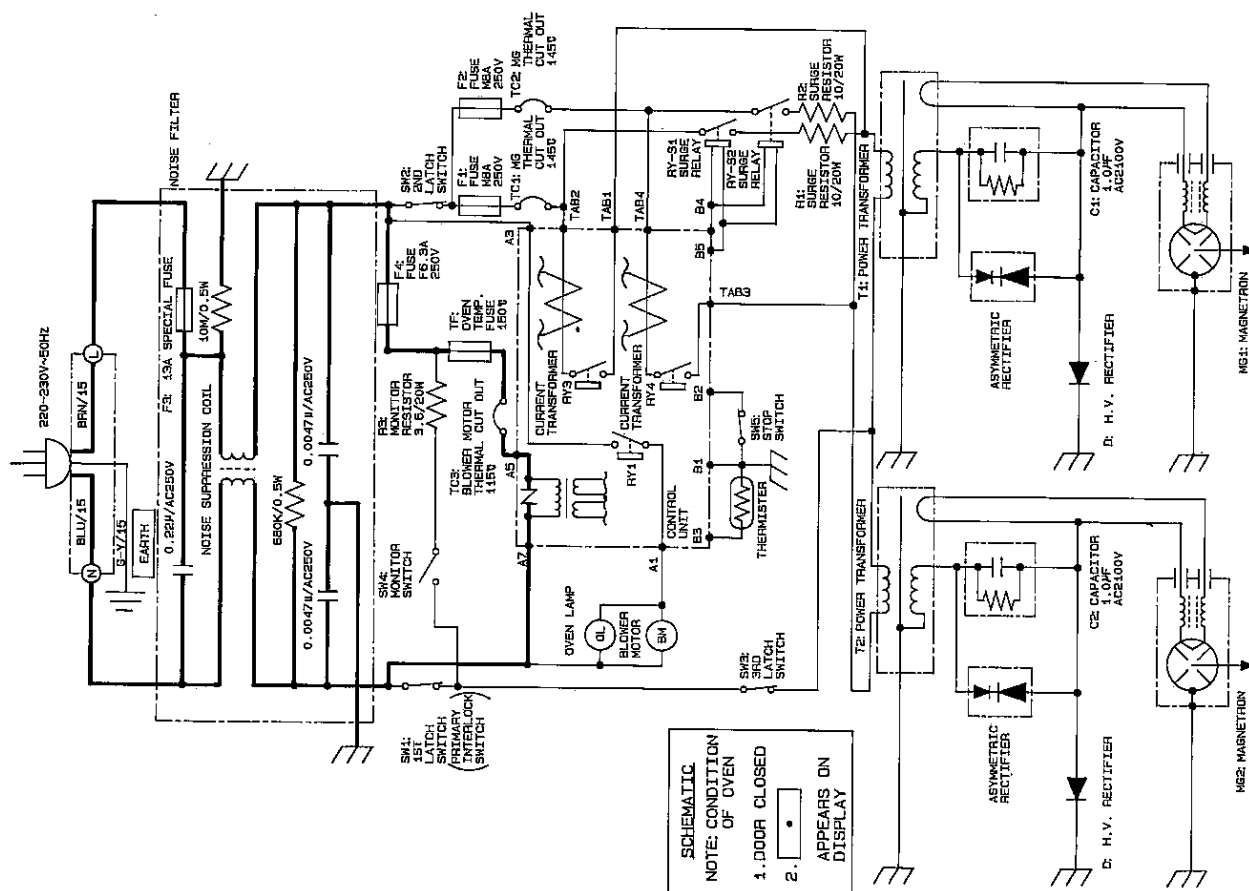 220~230V~50Hz
N
L
BLU/15
BRN/15
G-Y/15
EARTH
NOISE FILTER
F3: 13A SPECIAL FUSE
0.22μ/AC250V
10M/0.5W
NOISE SUPPRESSION COIL
680K/0.5W
0.0047μ/AC250V
0.0047μ/AC250V
SW1:
1ST
LATCH
SWITCH
(PRIMARY
INTERLOCK
SWITCH)
SW2:
2ND
LATCH
SWITCH
F1:
FUSE
M8A
250V
F2:
FUSE
M8A
250V
TC1: MG
THERMAL
CUT OUT
145℃
TC2: MG
THERMAL
CUT OUT
145℃
F4:
FUSE
F6.3A
250V
TF:
OVEN
TEMP.
FUSE
150℃
R9:
MONITOR
RESISTOR
3.6/20W
TC3:
BLOWER MOTOR
THERMAL CUT OUT
115℃
SW4:
MONITOR
SWITCH
A3
TAB2
TAB1
TAB4
A5
A7
A1
CURRENT
TRANSFORMER
RY3
CURRENT
TRANSFORMER
RY4
RY1
CONTROL
UNIT
OVEN LAMP
OL
BLOWER
MOTOR
BM
B4
B5
TAB3
B2
B1
B3
SW5:
STOP
SWITCH
THERMISTER
RY-S1
SURGE
RELAY
RY-S2
SURGE
RELAY
R1:
SURGE
RESISTOR
10/20W
R2:
SURGE
RESISTOR
10/20W
SW3:
3RD
LATCH
SWITCH
T1: POWER TRANSFORMER
T2: POWER TRANSFORMER
C1: CAPACITOR
1.0μF
AC2100V
ASYMMETRIC
RECTIFIER
D: H.V. RECTIFIER
MG1: MAGNETRON
C2: CAPACITOR
1.0μF
AC2100V
ASYMMETRIC
RECTIFIER
D: H.V. RECTIFIER
MG2: MAGNETRON
SCHEMATIC
NOTE: CONDITION
OF OVEN
1. DOOR CLOSED
2.
APPEARS ON
DISPLAY